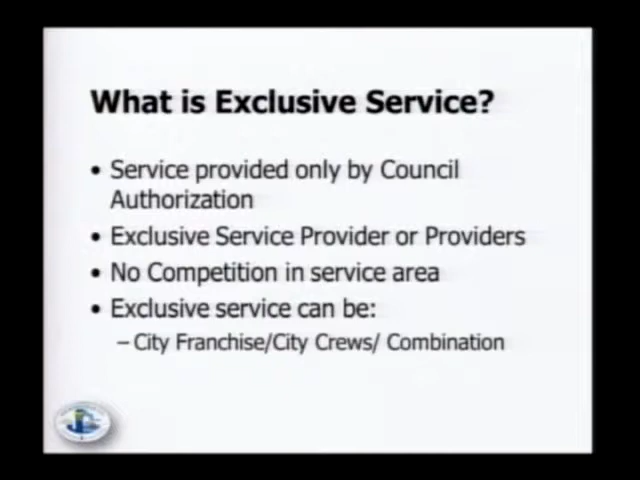 What is Exclusive Service?
• Service provided only by Council
Authorization
• Exclusive Service Provider or Providers
• No Competition in service area
• Exclusive service can be:
– City Franchise/City Crews/ Combination